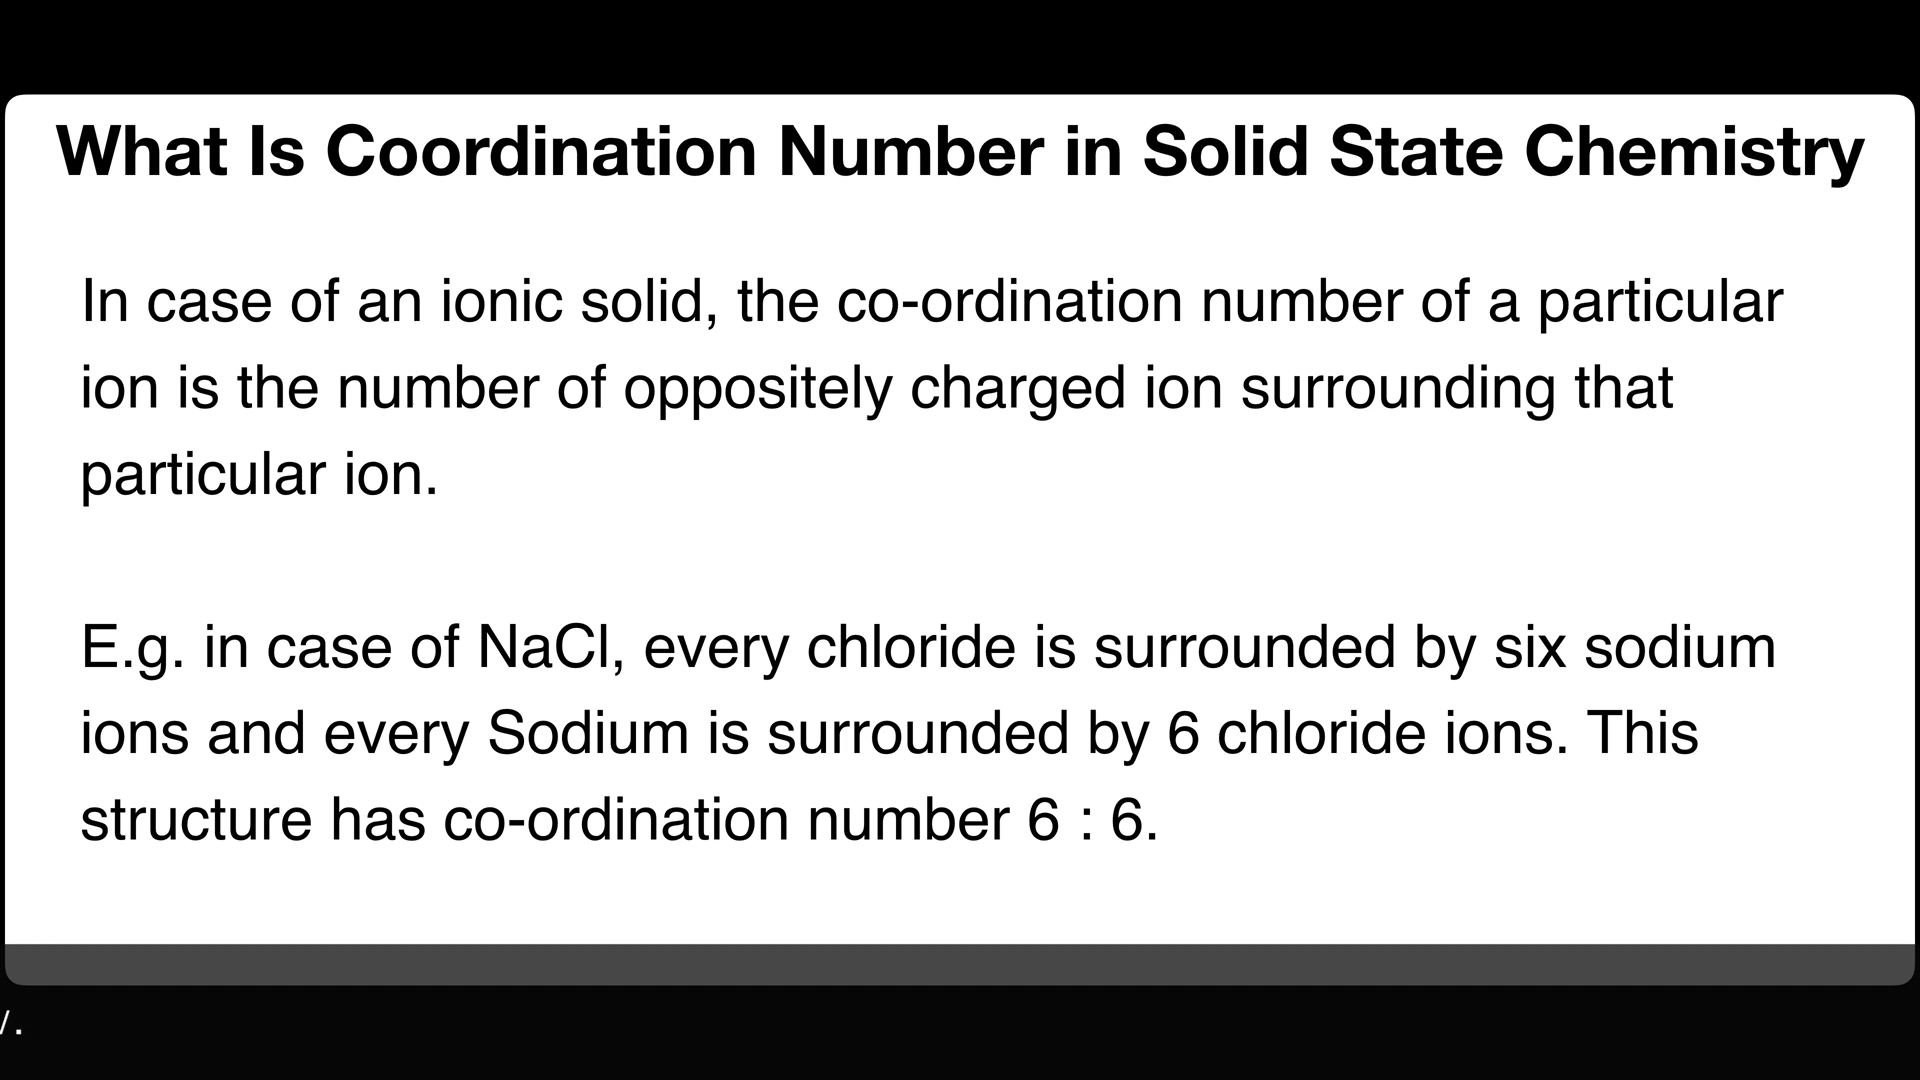 What Is Coordination Number in Solid State Chemistry
In case of an ionic solid, the co-ordination number of a particular
ion is the number of oppositely charged ion surrounding that
particular ion.
E.g. in case of NaCl, every chloride is surrounded by six sodium
ions and every Sodium is surrounded by 6 chloride ions. This
structure has co-ordination number 6 : 6.